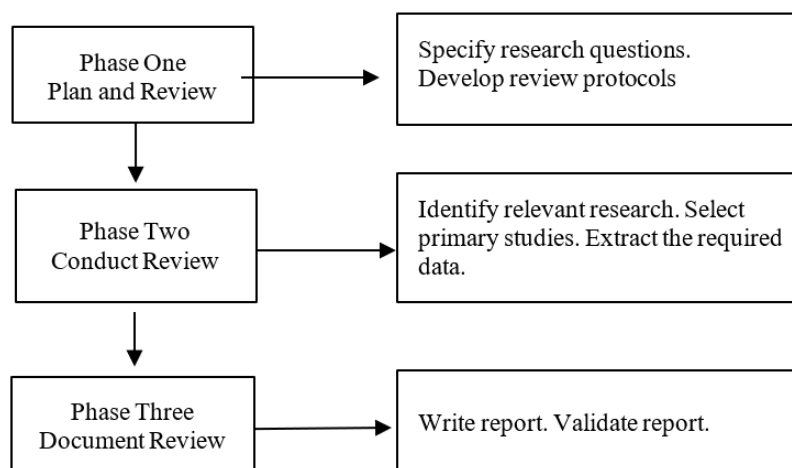 Phase One
Plan and Review
Specify research questions.
Develop review protocols
Phase Two
Conduct Review
Identify relevant research. Select
primary studies. Extract the required
data.
Phase Three
Document Review
Write report. Validate report.